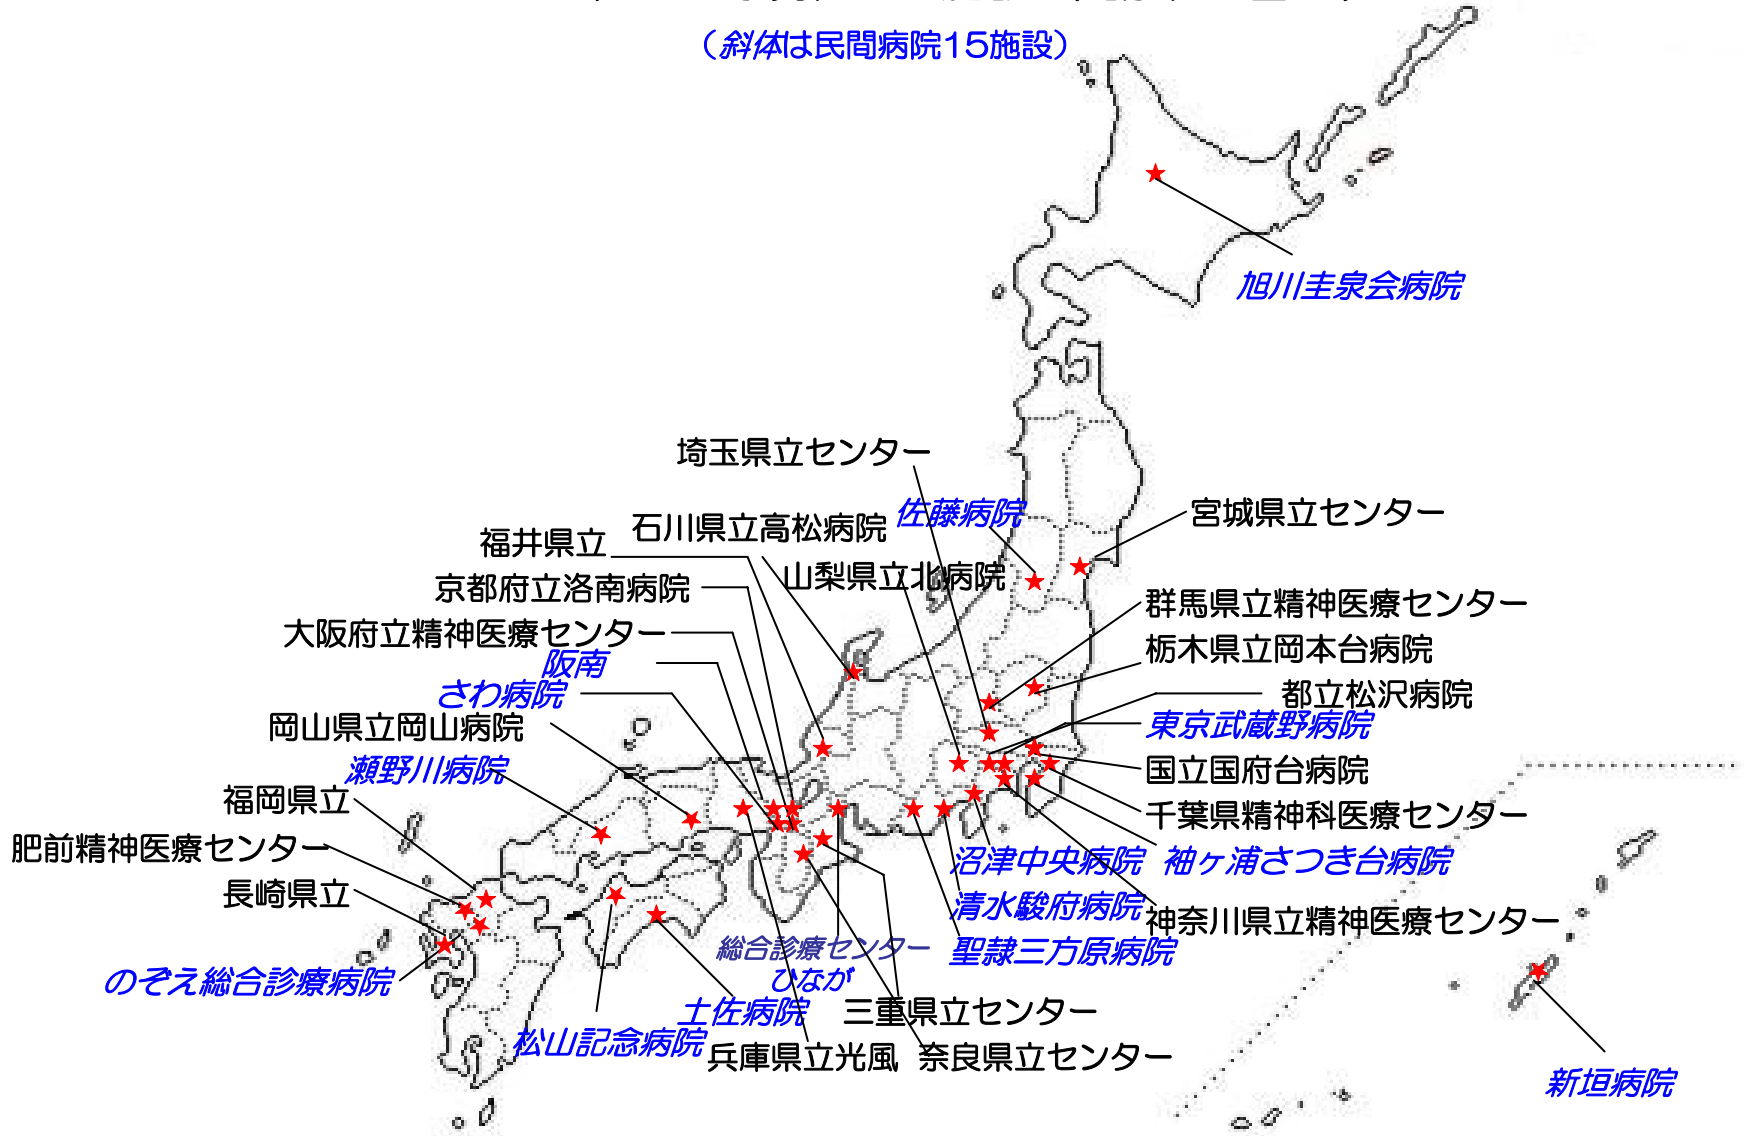 （斜体は民間病院15施設）
旭川圭泉会病院
埼玉県立センター
佐藤病院
宮城県立センター
石川県立高松病院
福井県立
山梨県立北病院
京都府立洛南病院
群馬県立精神医療センター
大阪府立精神医療センター
栃木県立岡本台病院
阪南
さわ病院
都立松沢病院
岡山県立岡山病院
東京武蔵野病院
瀬野川病院
国立国府台病院
福岡県立
千葉県精神科医療センター
肥前精神医療センター
沼津中央病院
袖ヶ浦さつき台病院
長崎県立
清水駿府病院
神奈川県立精神医療センター
総合診療センター
ひなが
聖隷三方原病院
のぞえ総合診療病院
土佐病院
三重県立センター
松山記念病院
兵庫県立光風
奈良県立センター
新垣病院